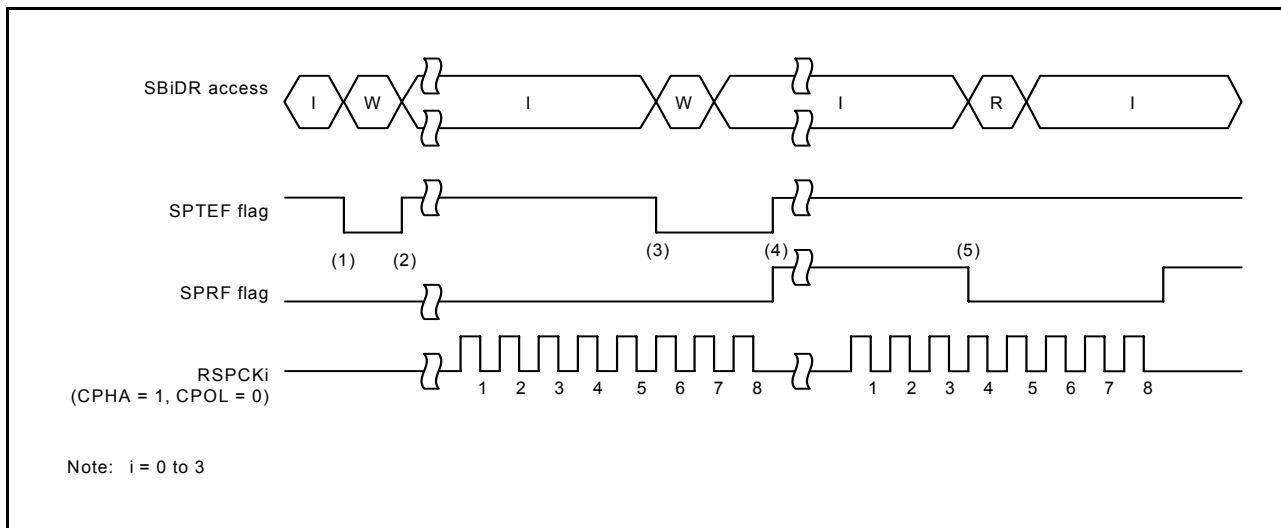 SBiDR access
I W I W I R I
SPTEF flag
(1) (2) (3) (4) (5)
SPRF flag
RSPCKi
(CPHA = 1, CPOL = 0)
1 2 3 4 5 6 7 8 1 2 3 4 5 6 7 8
Note: i = 0 to 3